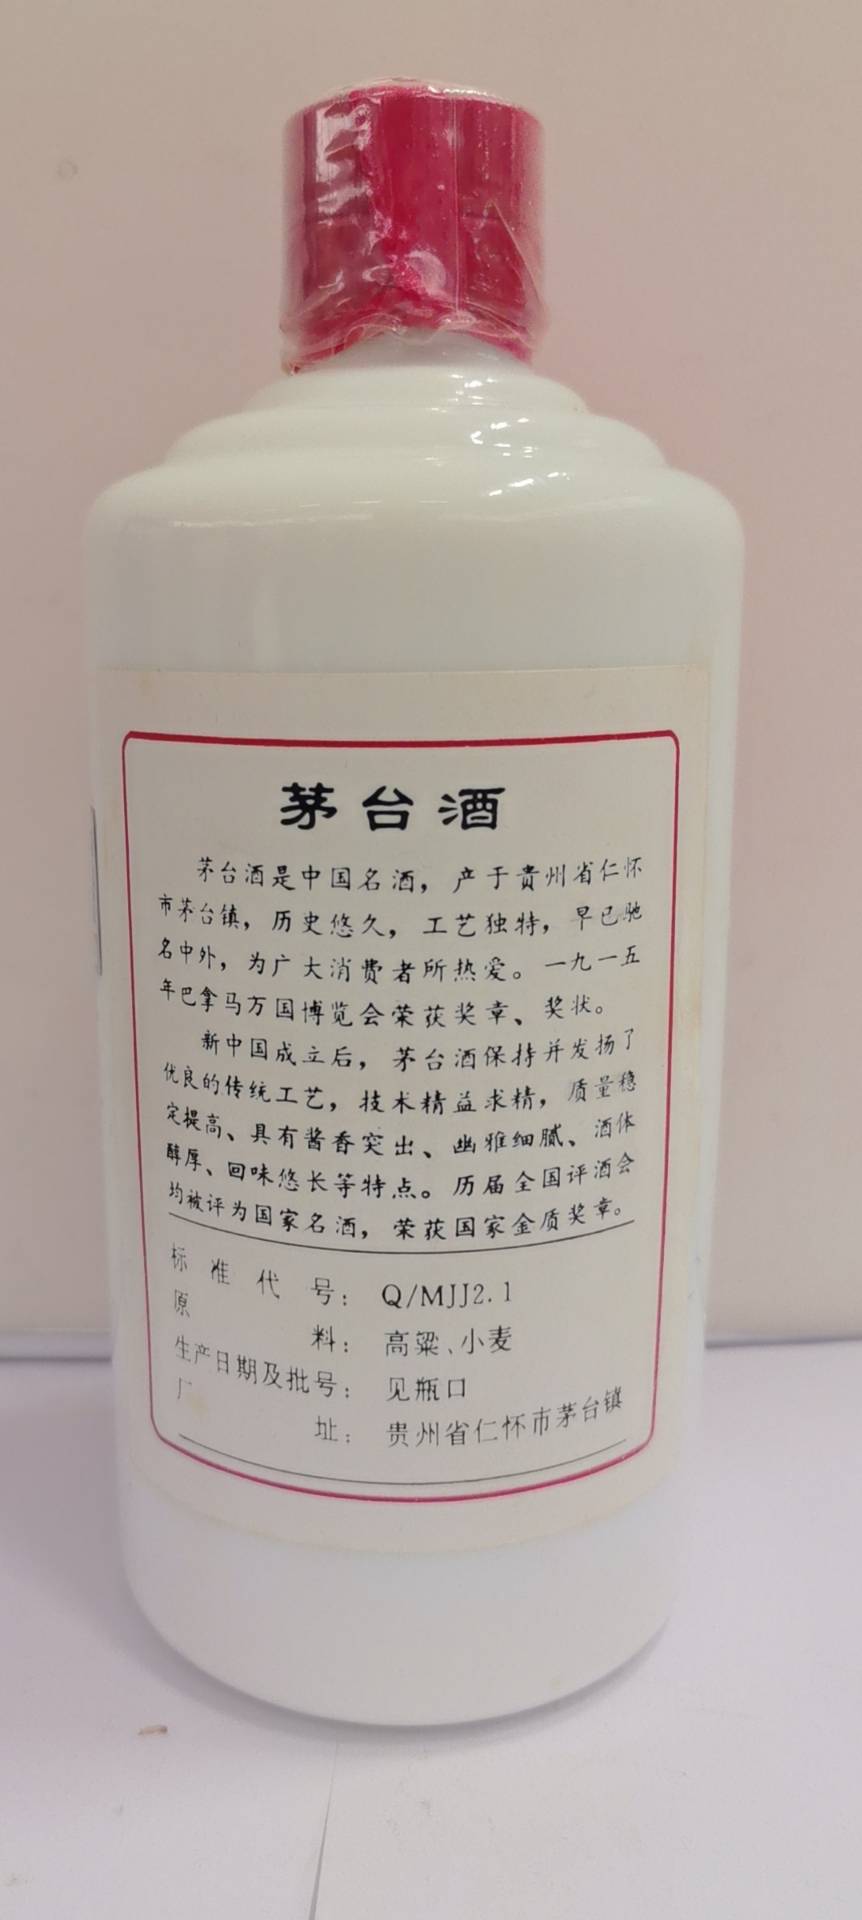 茅台酒
茅台酒是中国名酒，产于贵州省仁怀
市茅台镇，历史悠久，工艺独特，早已驰
名中外，为广大消费者所热爱。一九一五
年巴拿马万国博览会荣获奖章、奖状。
新中国成立后，茅台酒保持并发扬了
优良的传统工艺，技术精益求精，质量稳
定提高、具有酱香突出、幽雅细腻、酒体
醇厚、回味悠长等特点。历届全国评酒会
均被评为国家名酒，荣获国家金质奖章。
标准代号：Q/MJJ2.1
原料：高粱、小麦
生产日期及批号：见瓶口
厂址：贵州省仁怀市茅台镇